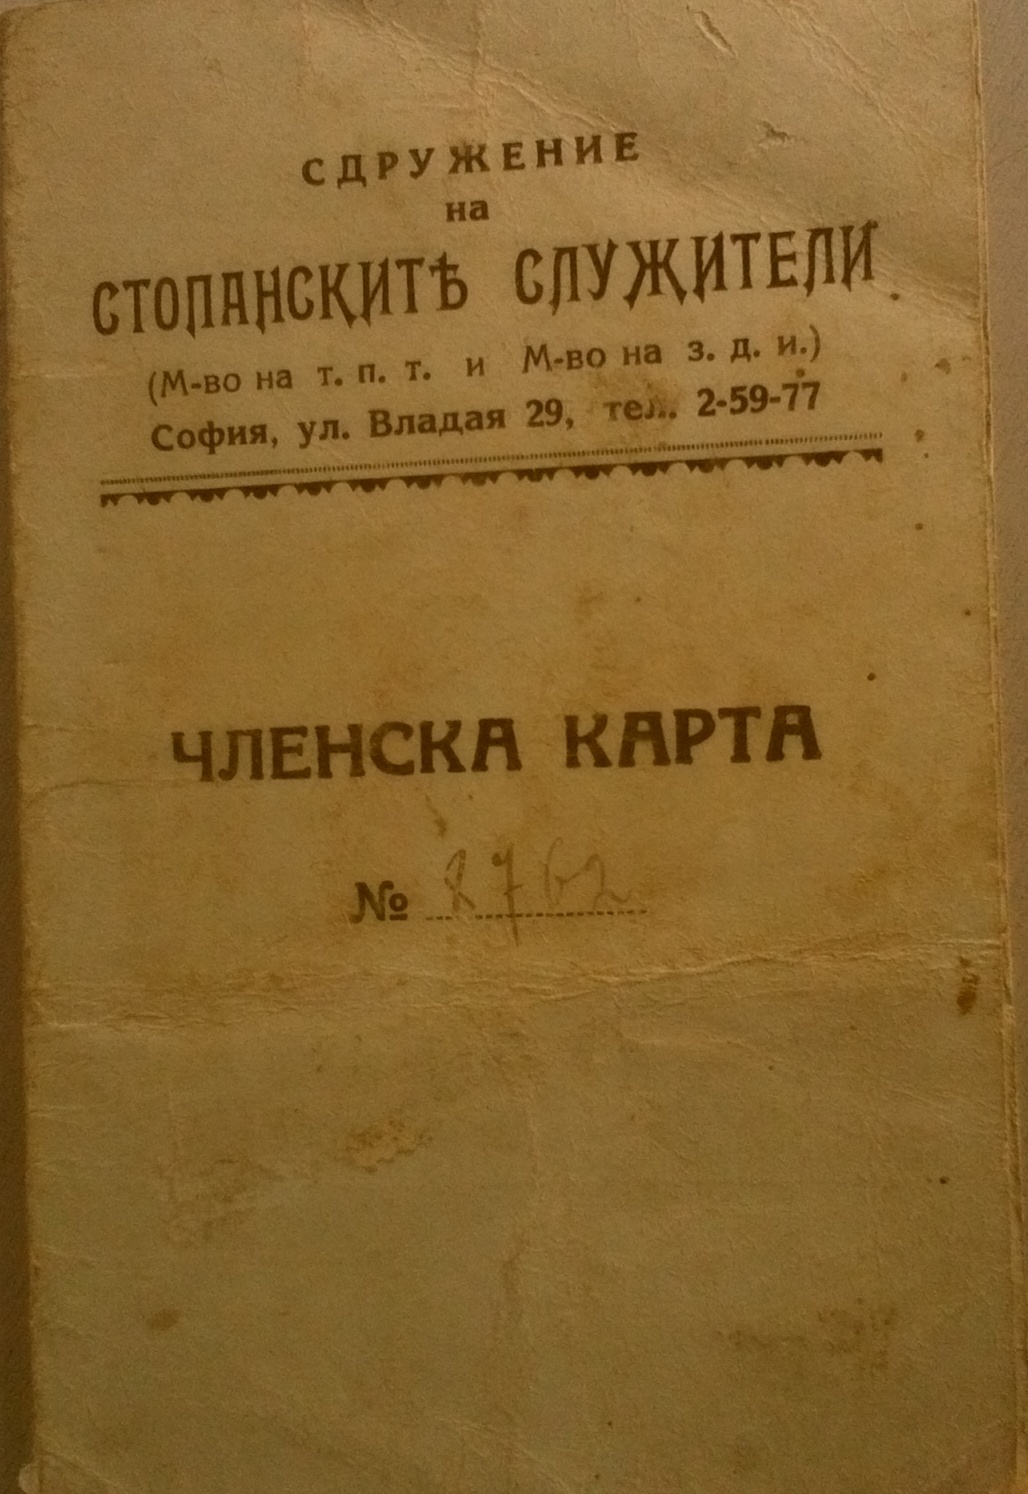 СДРУЖЕНИЕ
на
СТОПАНСКИТѢ СЛУЖИТЕЛИ
(М-во на т. п. т. и М-во на з. д. и.)
София, ул. Владая 29, тел. 2-59-77
ЧЛЕНСКА КАРТА
№ 8762